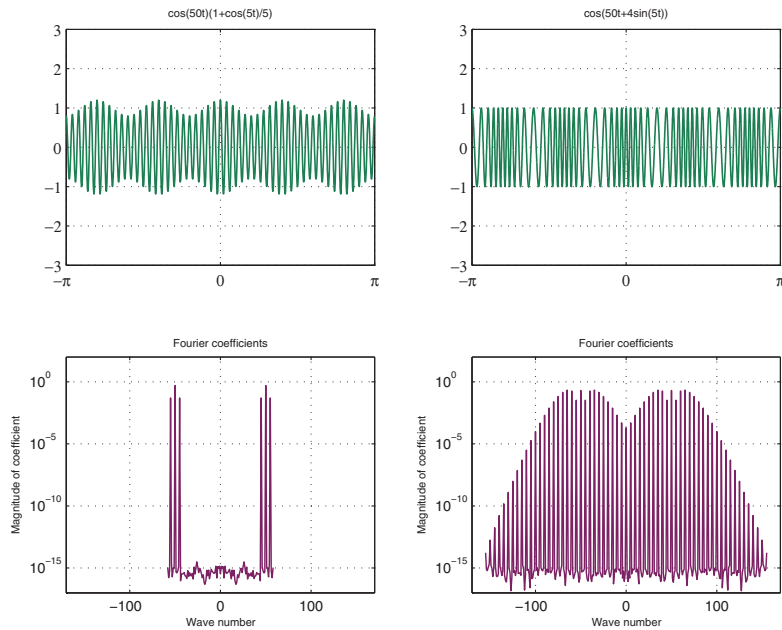 cos(50t)(1+cos(5t)/5)
3
2
1
0
−1
−2
−3
−π
0
π
cos(50t+4sin(5t))
3
2
1
0
−1
−2
−3
−π
0
π
Fourier coefficients
Magnitude of coefficient
10^0
10^−5
10^−10
10^−15
−100
0
100
Wave number
Fourier coefficients
Magnitude of coefficient
10^0
10^−5
10^−10
10^−15
−100
0
100
Wave number